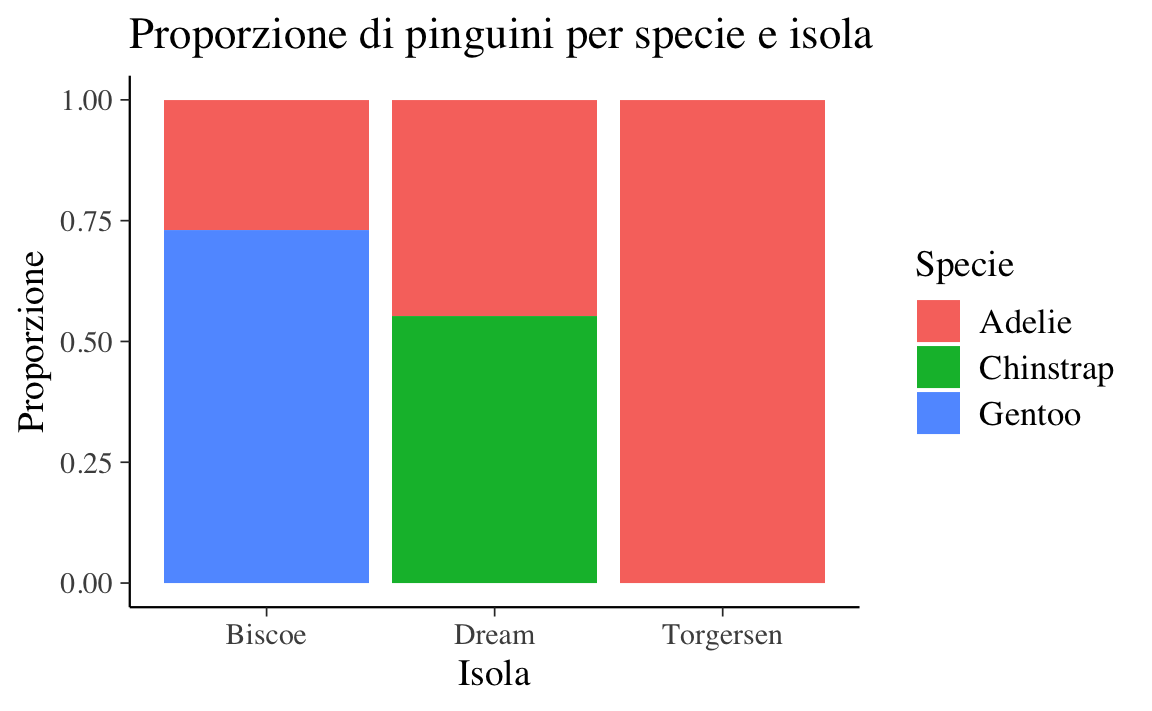 Proporzione di pinguini per specie e isola
1.00
0.75
0.50
0.25
0.00
Proporzione
Biscoe
Dream
Torgersen
Isola
Specie
Adelie
Chinstrap
Gentoo